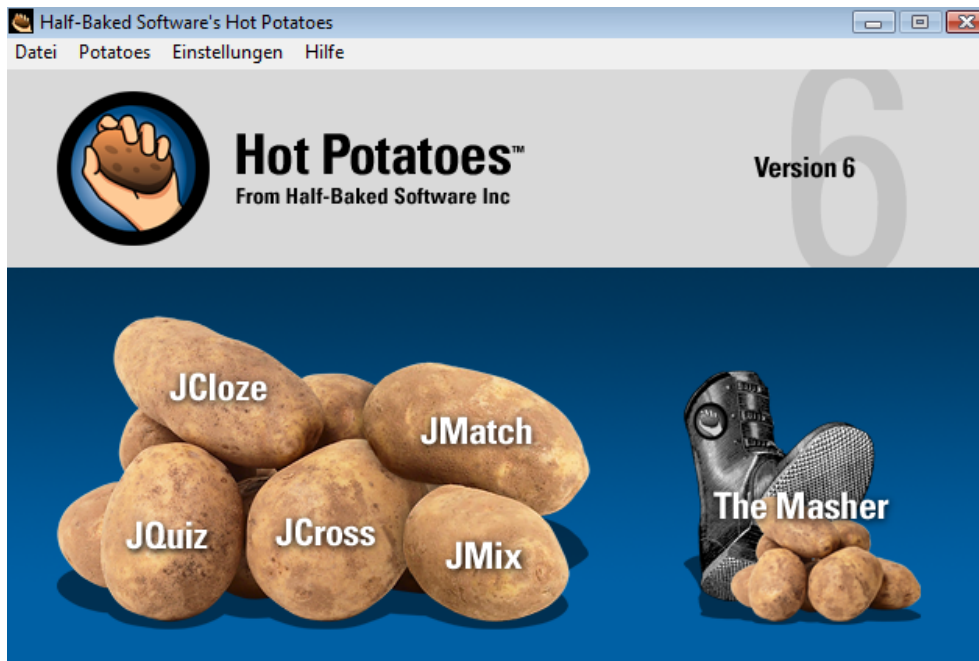 Half-Baked Software's Hot Potatoes
Datei Potatoes Einstellungen Hilfe
Hot Potatoes™
From Half-Baked Software Inc
6
Version 6
JCloze
JMatch
JQuiz
JCross
JMix
The Masher